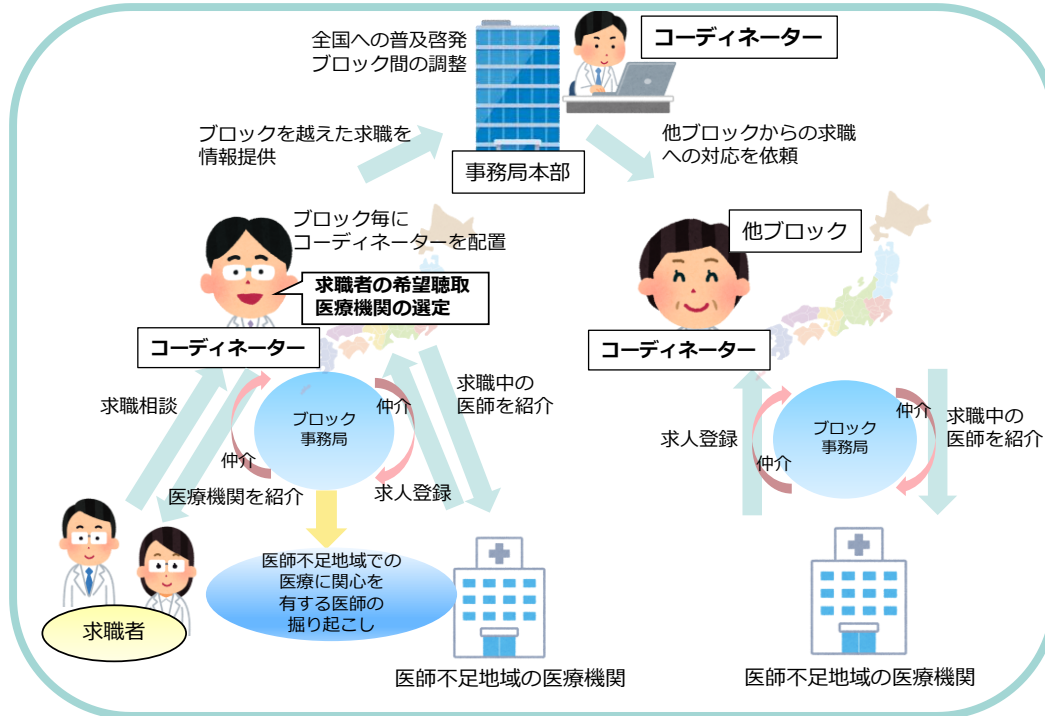 全国への普及啓発
ブロック間の調整
コーディネーター
ブロックを越えた求職を
情報提供
他ブロックからの求職
への対応を依頼
事務局本部
ブロック毎に
コーディネーターを配置
他ブロック
求職者の希望聴取
医療機関の選定
コーディネーター
コーディネーター
求職相談
ブロック
事務局
仲介
仲介
求職中の
医師を紹介
医療機関を紹介
求人登録
求人登録
ブロック
事務局
仲介
仲介
求職中の
医師を紹介
医師不足地域での
医療に関心を
有する医師の
掘り起こし
求職者
医師不足地域の医療機関
医師不足地域の医療機関